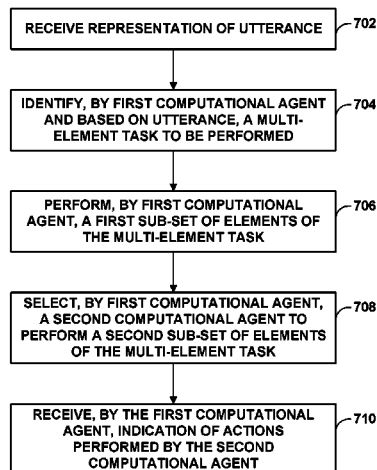 RECEIVE REPRESENTATION OF UTTERANCE
702
IDENTIFY, BY FIRST COMPUTATIONAL AGENT
AND BASED ON UTTERANCE, A MULTI-
ELEMENT TASK TO BE PERFORMED
704
PERFORM, BY FIRST COMPUTATIONAL
AGENT, A FIRST SUB-SET OF ELEMENTS OF
THE MULTI-ELEMENT TASK
706
SELECT, BY FIRST COMPUTATIONAL AGENT,
A SECOND COMPUTATIONAL AGENT TO
PERFORM A SECOND SUB-SET OF ELEMENTS
OF THE MULTI-ELEMENT TASK
708
RECEIVE, BY THE FIRST COMPUTATIONAL
AGENT, INDICATION OF ACTIONS
PERFORMED BY THE SECOND
COMPUTATIONAL AGENT
710